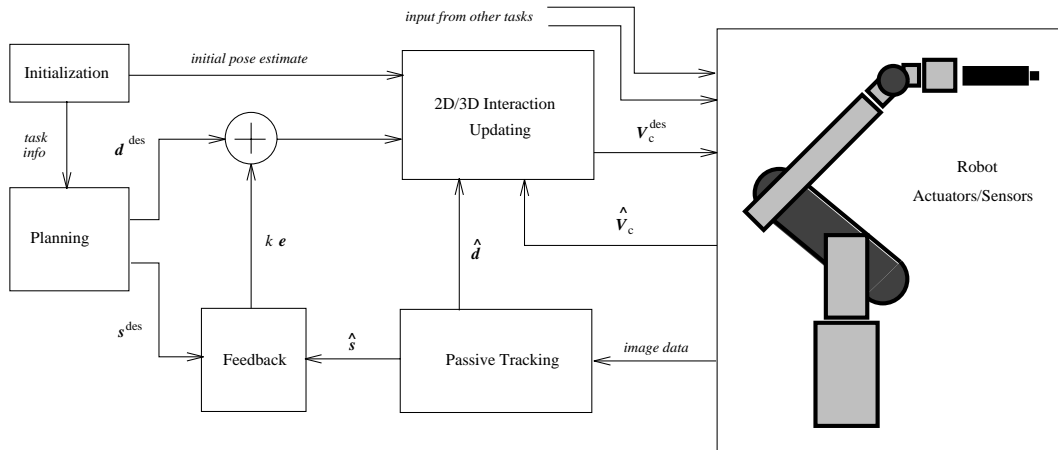 input from other tasks
initial pose estimate
Initialization
2D/3D Interaction
Updating
task
info
d des
V̂ c des
Robot
Actuators/Sensors
Planning
k e
d̂
V̂ c
s des
Feedback
ŝ
Passive Tracking
image data